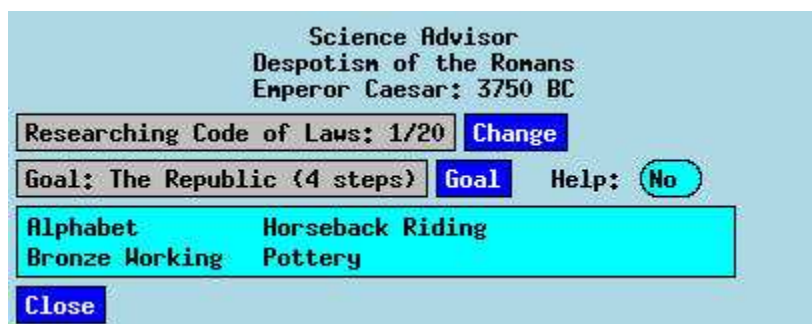 Science Advisor
Despotism of the Romans
Emperor Caesar: 3750 BC
Researching Code of Laws: 1/20 Change
Goal: The Republic (4 steps) Goal Help: No
Alphabet Horseback Riding
Bronze Working Pottery
Close